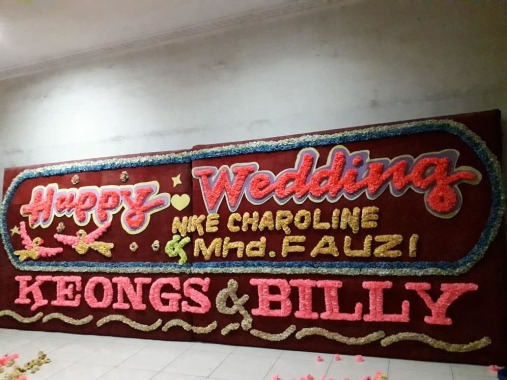 Happy Wedding
NIKE CHAROLINE
& Mhd. FAUZI
KEONGS & BILLY